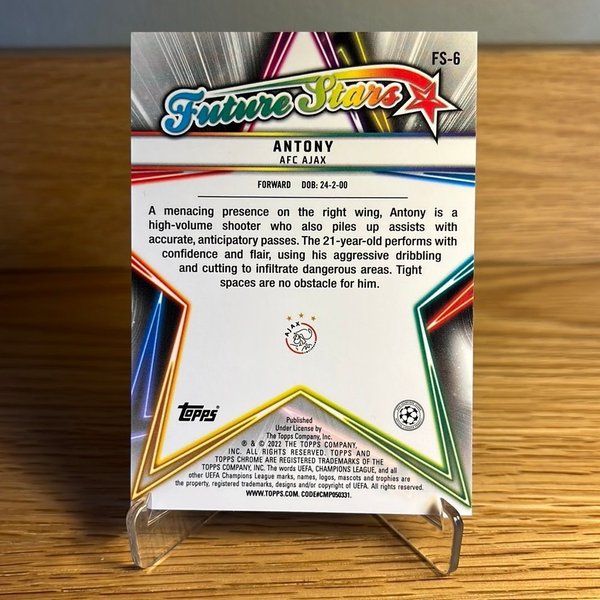 FS-6
Future Stars
ANTONY
AFC AJAX
FORWARD DOB: 24-2-00
A menacing presence on the right wing, Antony is a
high-volume shooter who also piles up assists with
accurate, anticipatory passes. The 21-year-old performs with
confidence and flair, using his aggressive dribbling
and cutting to infiltrate dangerous areas. Tight
spaces are no obstacle for him.
AJAX
Topps
Published
Under License by
The Topps Company, Inc.
® & © 2022 THE TOPPS COMPANY,
INC. ALL RIGHTS RESERVED. TOPPS AND
TOPPS CHROME ARE REGISTERED TRADEMARKS OF THE
TOPPS COMPANY, INC. The words UEFA, CHAMPIONS LEAGUE, and all
other UEFA Champions League marks, names, logos, mascots and trophies are
the property, registered trademarks, designs and/or copyright of UEFA. All rights reserved.
WWW.TOPPS.COM. CODE#CMP050331.